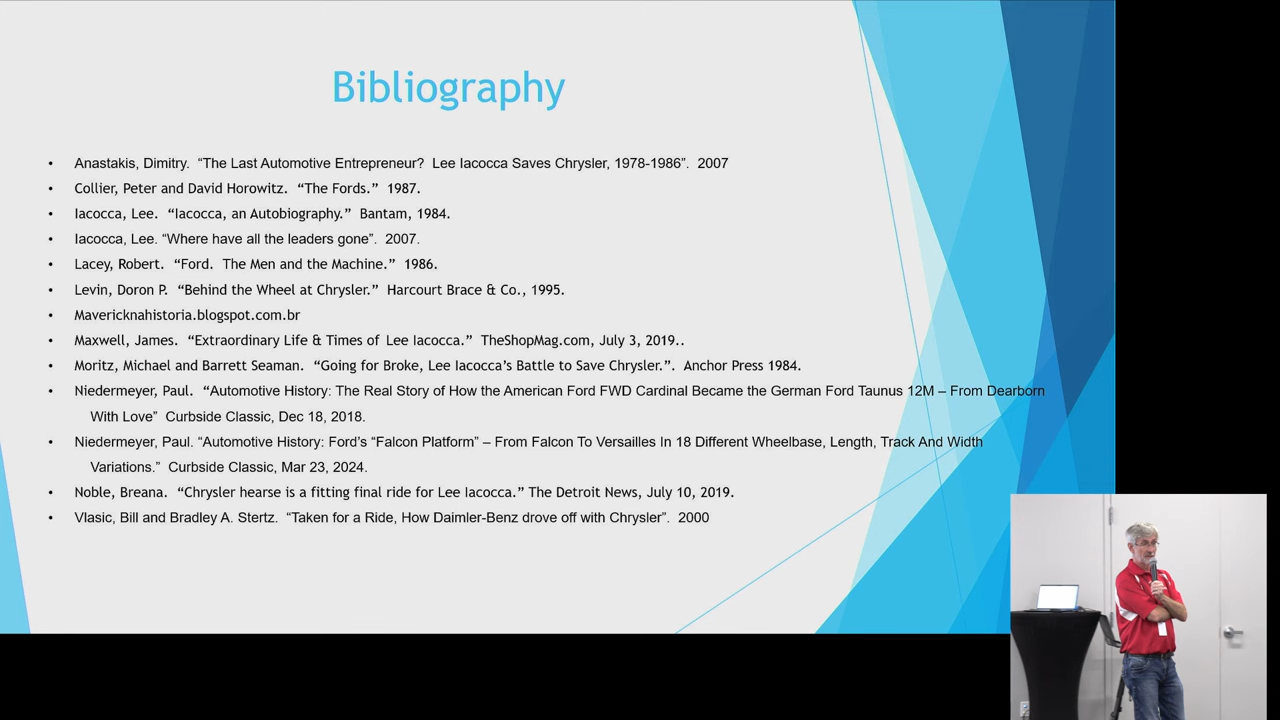 Bibliography
• Anastakis, Dimitry.  “The Last Automotive Entrepreneur?  Lee Iacocca Saves Chrysler, 1978-1986”.  2007
• Collier, Peter and David Horowitz.  “The Fords.”  1987.
• Iacocca, Lee.  “Iacocca, an Autobiography.”  Bantam, 1984.
• Iacocca, Lee. “Where have all the leaders gone”.  2007.
• Lacey, Robert.  “Ford.  The Men and the Machine.”  1986.
• Levin, Doron P.  “Behind the Wheel at Chrysler.”  Harcourt Brace & Co., 1995.
• Mavericknahistoria.blogspot.com.br
• Maxwell, James.  “Extraordinary Life & Times of Lee Iacocca.”  TheShopMag.com, July 3, 2019..
• Moritz, Michael and Barrett Seaman.  “Going for Broke, Lee Iacocca’s Battle to Save Chrysler.”.  Anchor Press 1984.
• Niedermeyer, Paul.  “Automotive History: The Real Story of How the American Ford FWD Cardinal Became the German Ford Taunus 12M – From Dearborn
With Love”  Curbside Classic, Dec 18, 2018.
• Niedermeyer, Paul. “Automotive History: Ford’s “Falcon Platform” – From Falcon To Versailles In 18 Different Wheelbase, Length, Track And Width
Variations.”  Curbside Classic, Mar 23, 2024.
• Noble, Breana.  “Chrysler hearse is a fitting final ride for Lee Iacocca.” The Detroit News, July 10, 2019.
• Vlasic, Bill and Bradley A. Stertz.  “Taken for a Ride, How Daimler-Benz drove off with Chrysler”.  2000